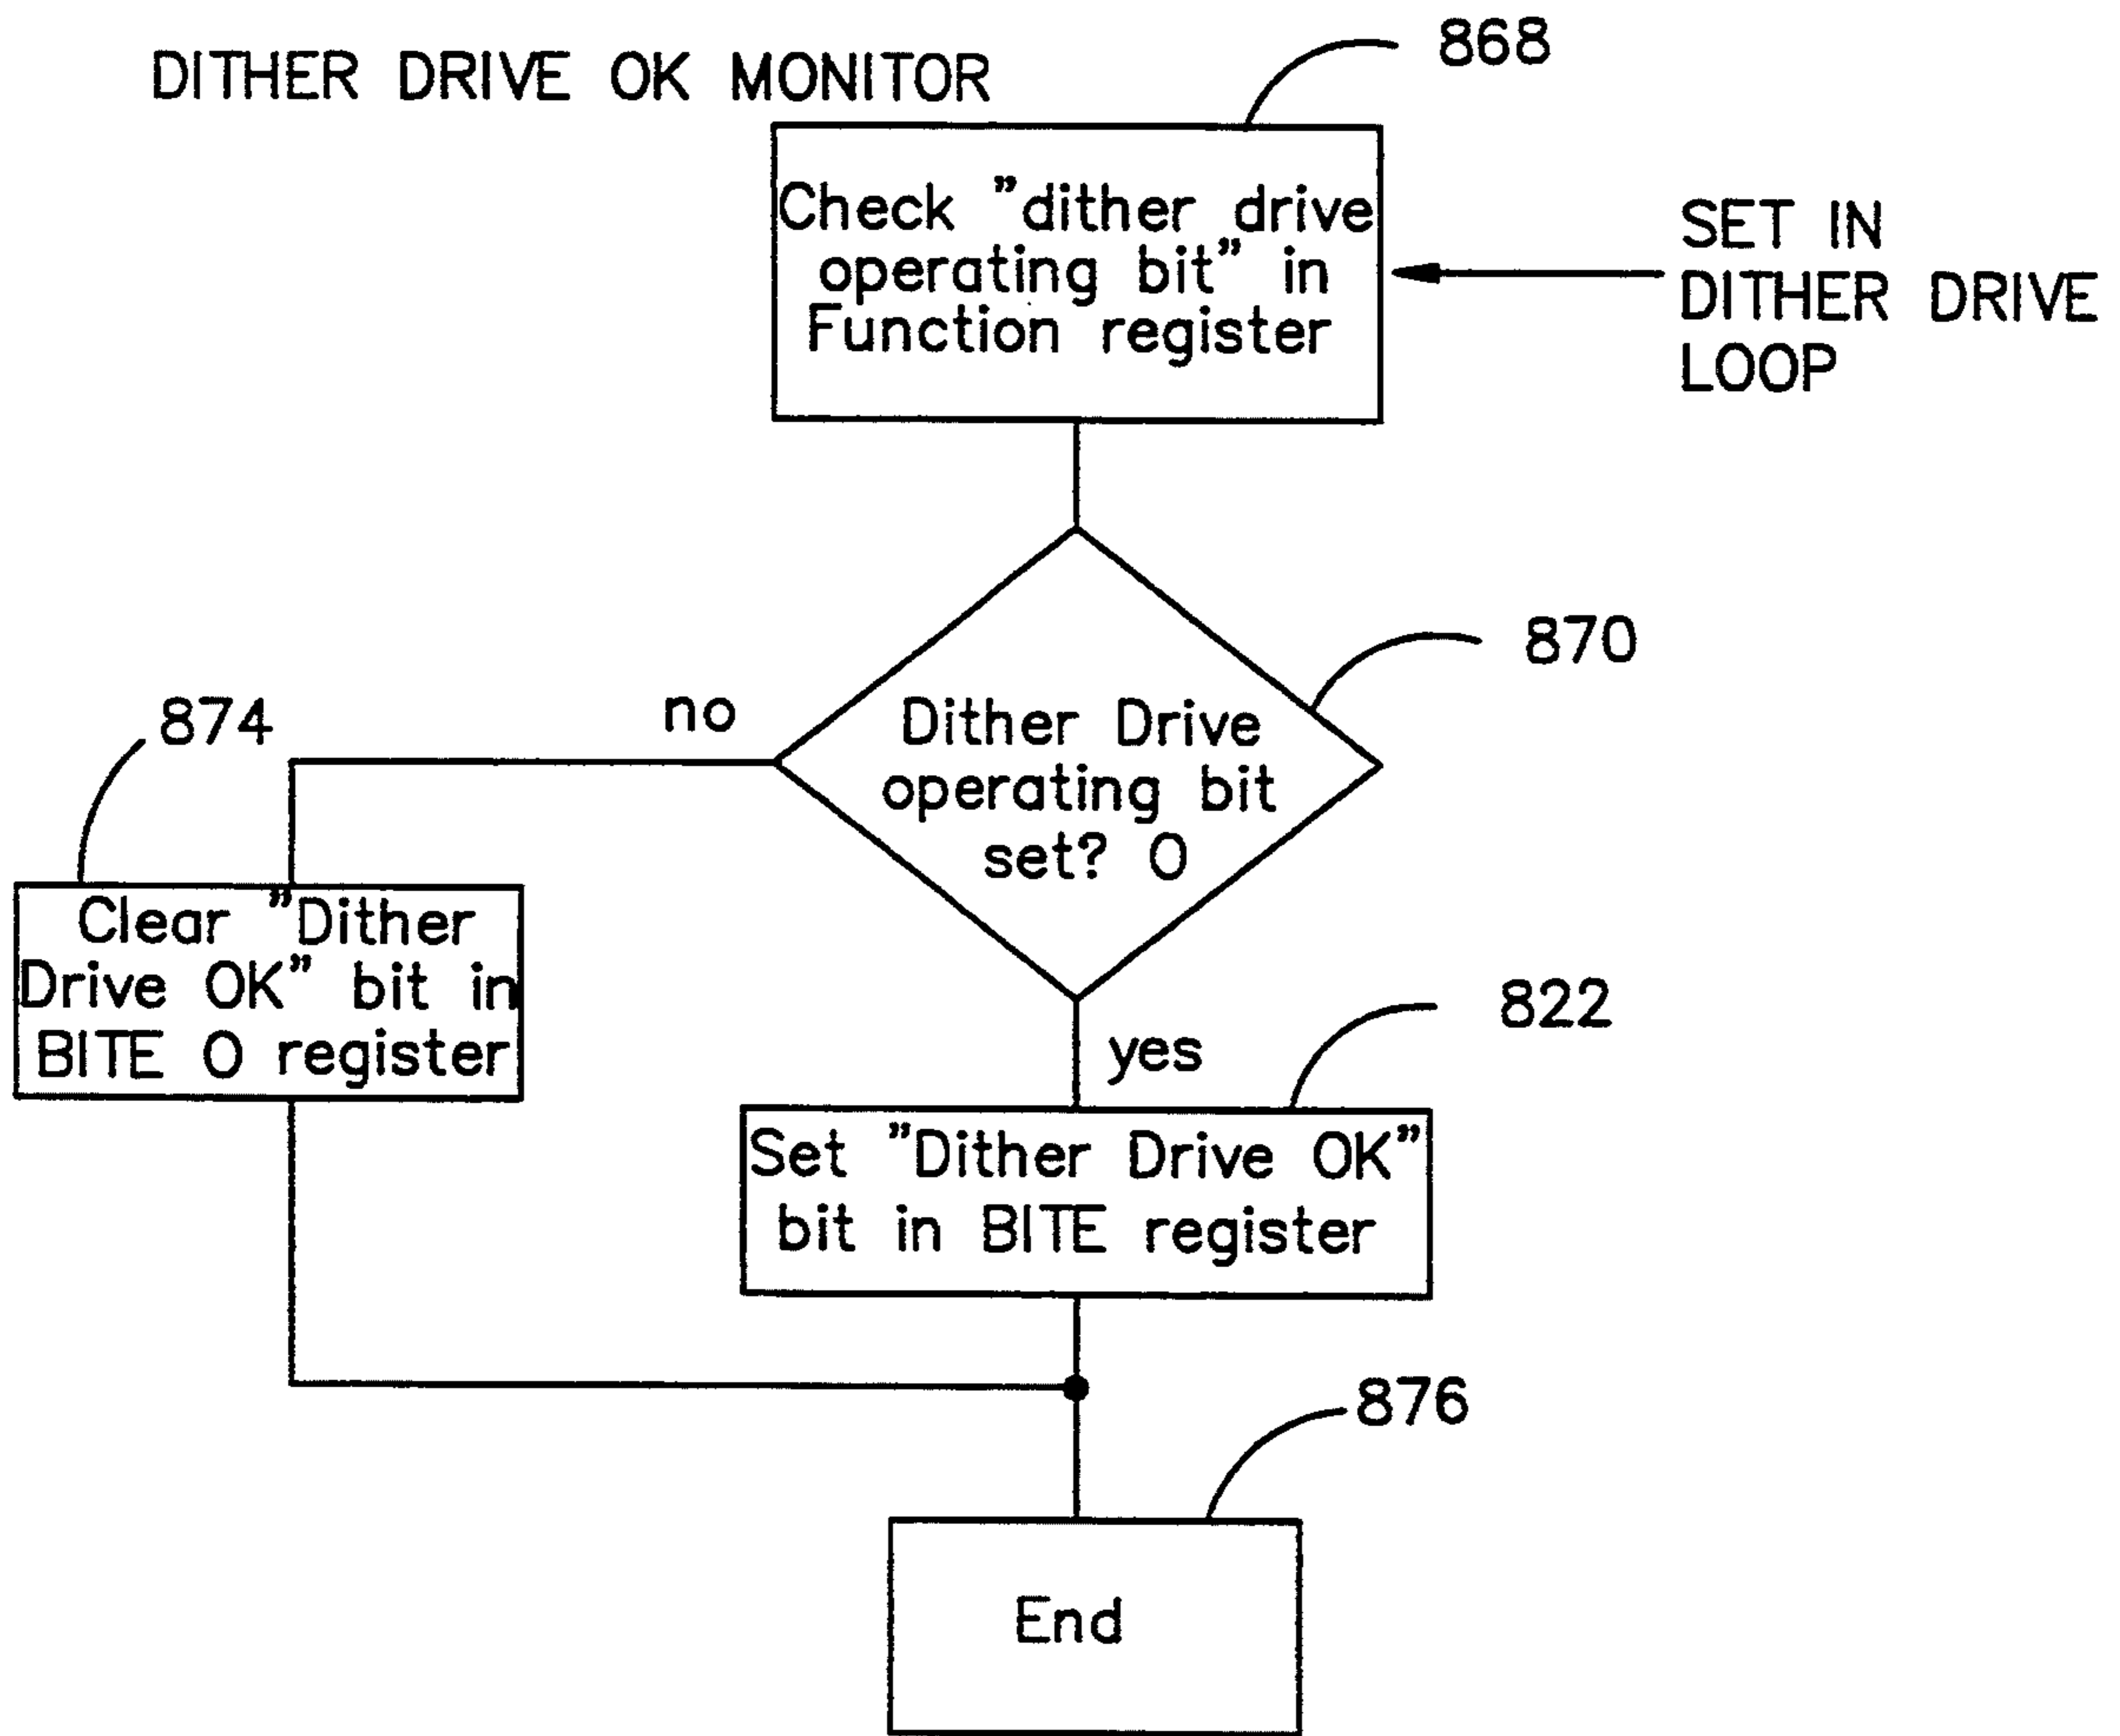 DITHER DRIVE OK MONITOR
868
Check "dither drive
operating bit" in
Function register
SET IN
DITHER DRIVE
LOOP
870
Dither Drive
operating bit
set? O
no
874
Clear "Dither
Drive OK" bit in
BITE O register
yes
822
Set "Dither Drive OK"
bit in BITE register
876
End